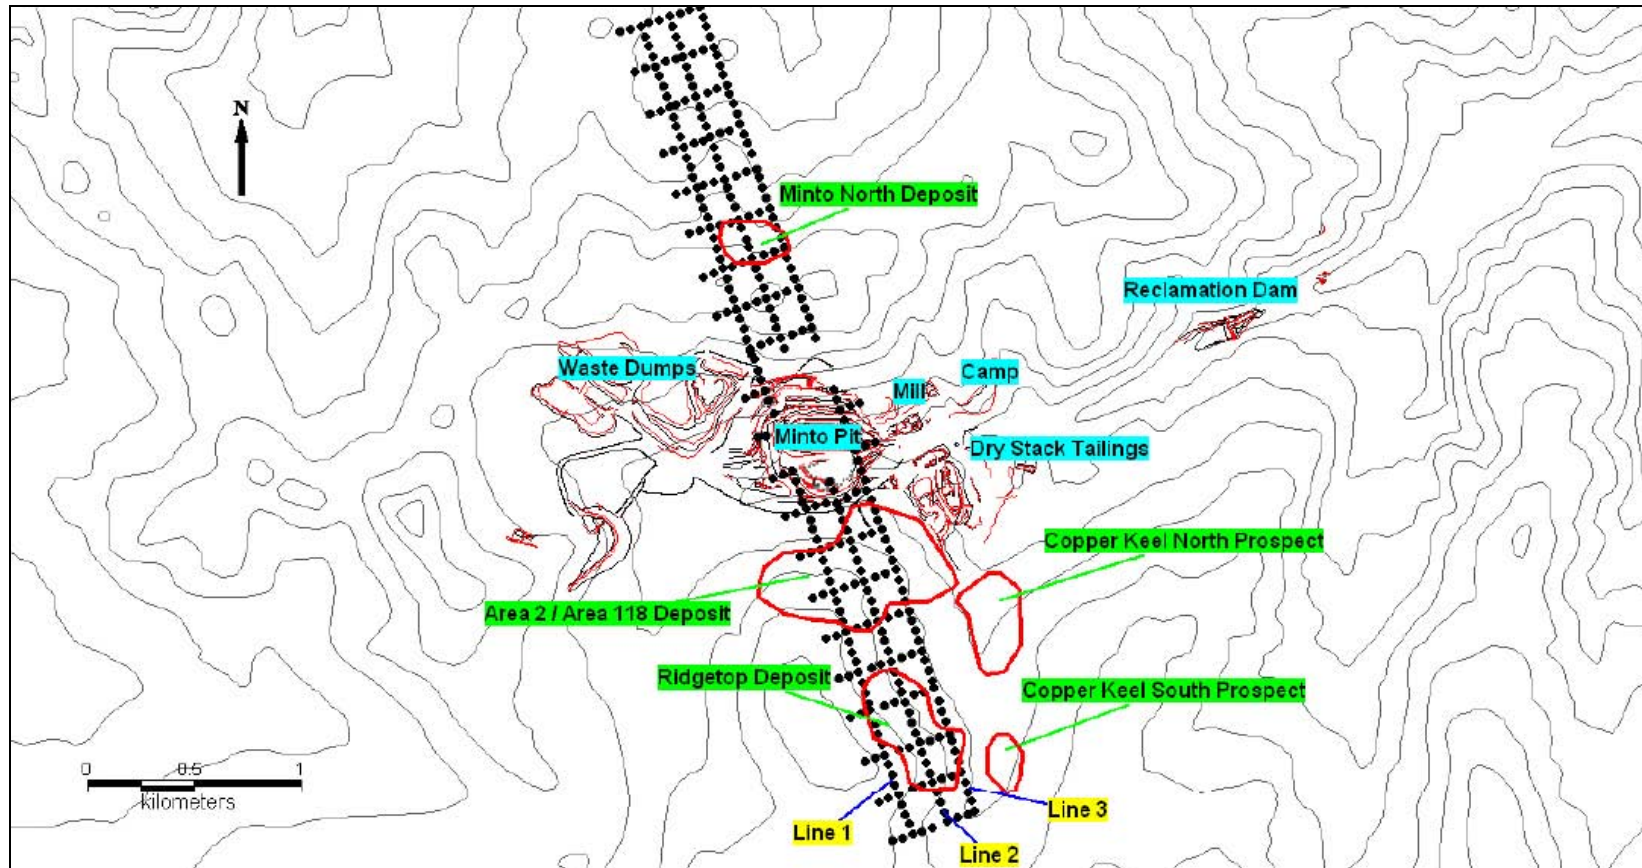 N
Minto North Deposit
Reclamation Dam
Waste Dumps
Camp
Mill
Minto Pit
Dry Stack Tailings
Copper Keel North Prospect
Area 2 / Area 118 Deposit
Ridgetop Deposit
Copper Keel South Prospect
0 0.5 1
kilometers
Line 3
Line 1
Line 2